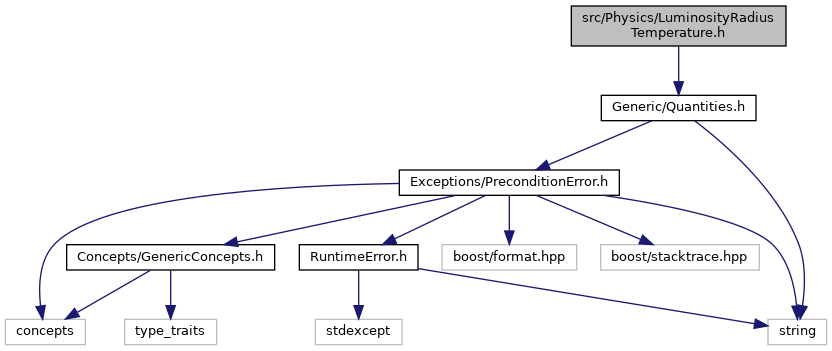 src/Physics/LuminosityRadius
Temperature.h
Generic/Quantities.h
Exceptions/PreconditionError.h
Concepts/GenericConcepts.h
RuntimeError.h
boost/format.hpp
boost/stacktrace.hpp
concepts
type_traits
stdexcept
string